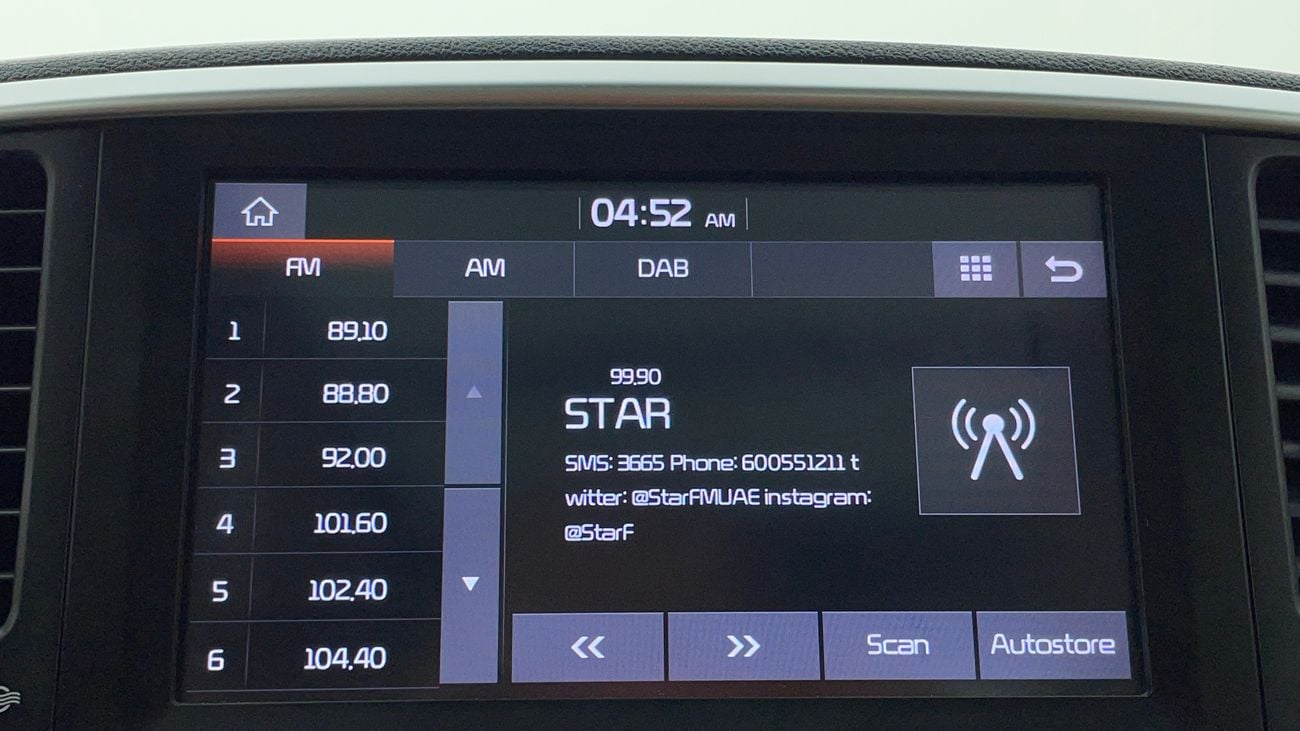 04:52 AM
FM AM DAB
1 89.10
2 88.80
3 92.00
4 101.60
5 102.40
6 104.40
99.90
STAR
SMS: 3665 Phone: 600551211 t
witter: @StarFMUAE instagram:
@StarF
<< >> Scan Autostore